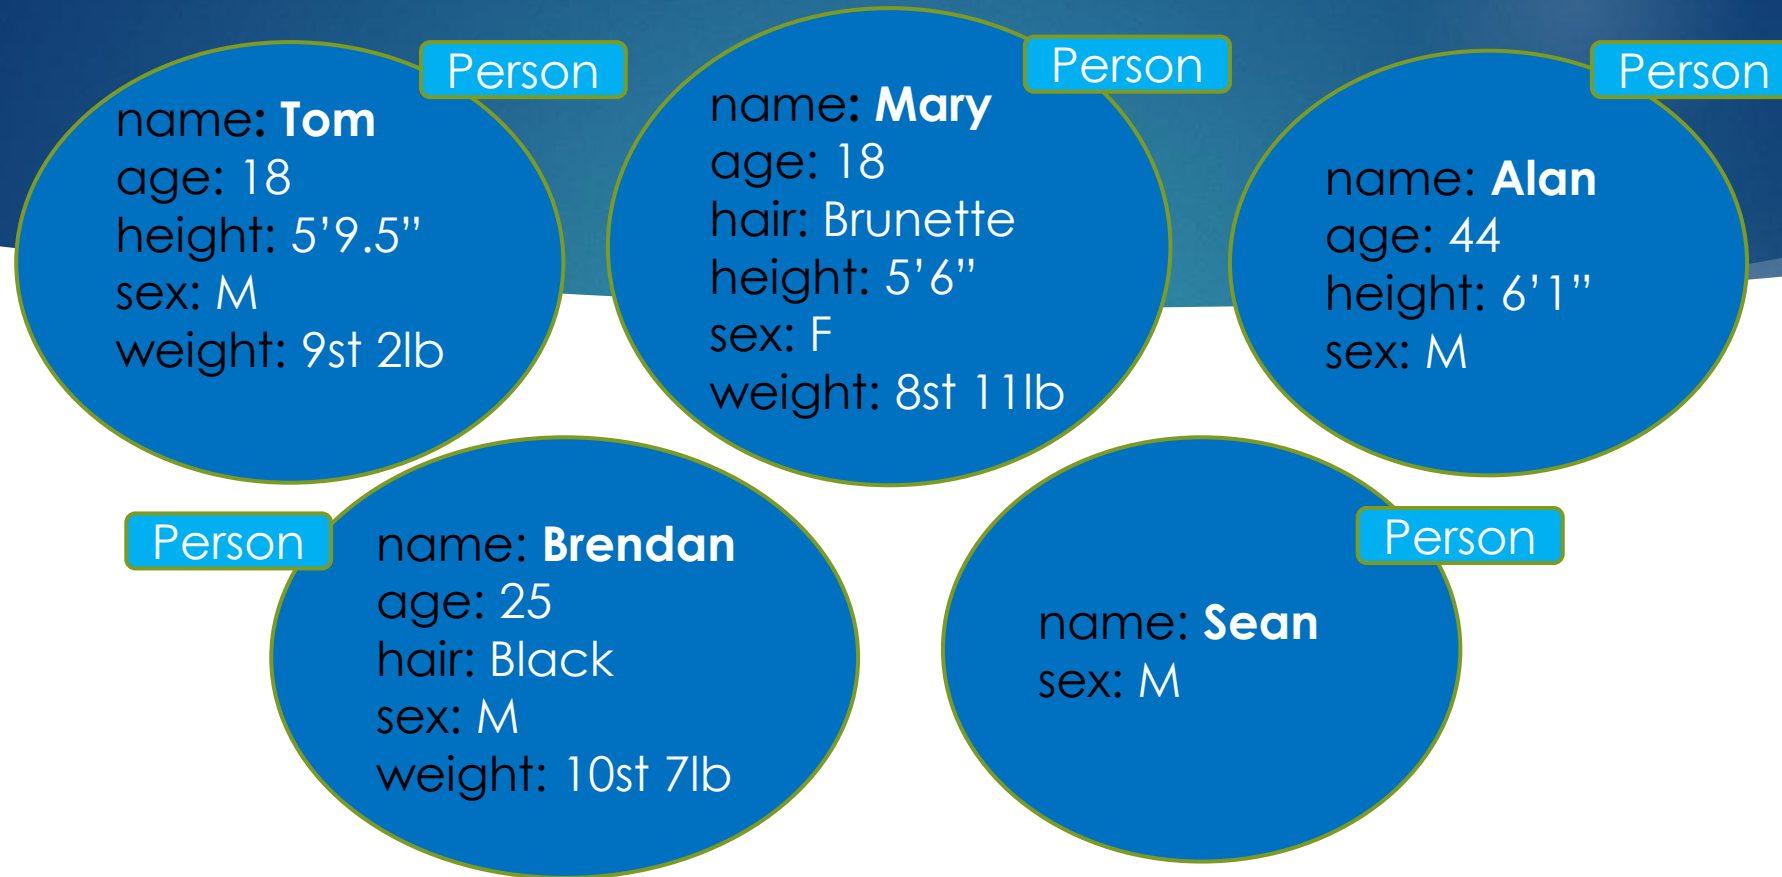 Person
name: Tom
age: 18
height: 5’9.5”
sex: M
weight: 9st 2lb
Person
name: Mary
age: 18
hair: Brunette
height: 5’6”
sex: F
weight: 8st 11lb
Person
name: Alan
age: 44
height: 6’1”
sex: M
Person
name: Brendan
age: 25
hair: Black
sex: M
weight: 10st 7lb
Person
name: Sean
sex: M